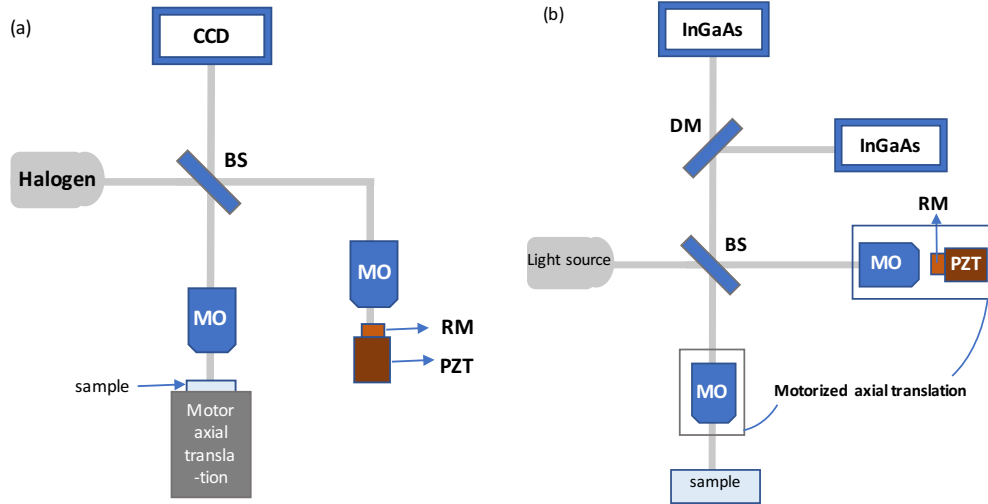 (a)
CCD
BS
Halogen
MO
MO
RM
PZT
sample
Motor
axial
transla
-tion
(b)
InGaAs
DM
InGaAs
RM
BS
Light source
MO
PZT
MO
Motorized axial translation
sample